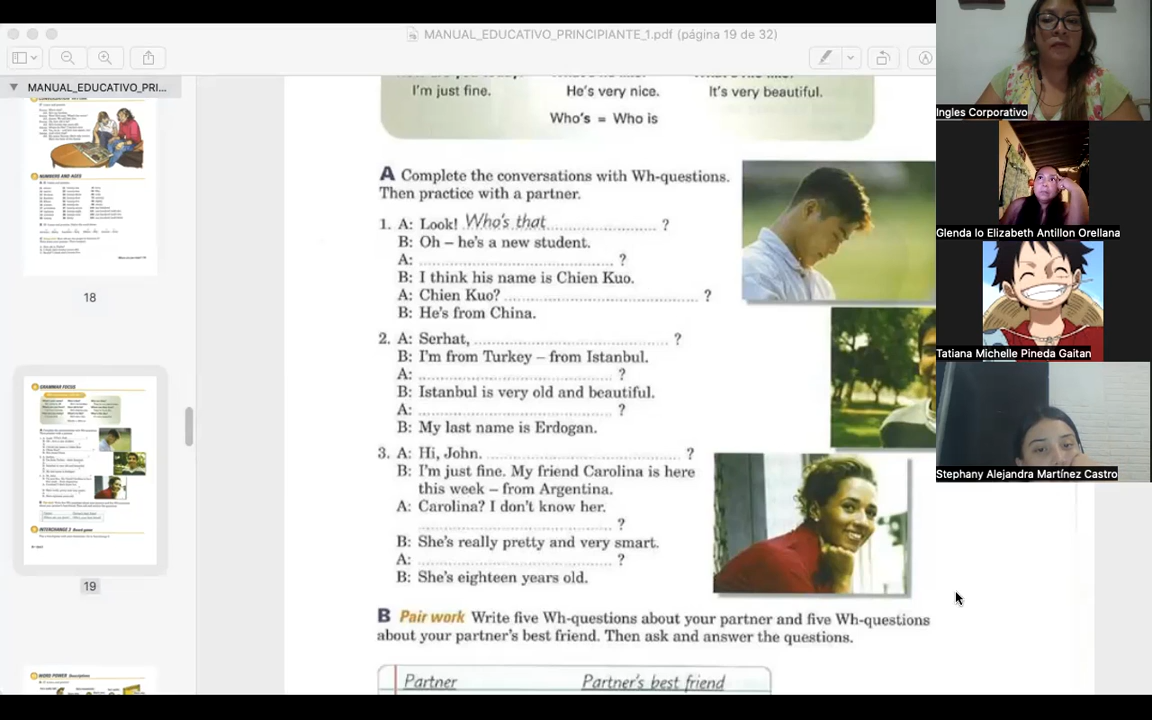 MANUAL_EDUCATIVO_PRINCIPIANTE_1.pdf (página 19 de 32)
MANUAL_EDUCATIVO_PRI...
18
19
I'm just fine. He's very nice. It's very beautiful.
Who's = Who is
A Complete the conversations with Wh-questions.
Then practice with a partner.
1. A: Look! Who's that ?
B: Oh – he's a new student.
A: ?
B: I think his name is Chien Kuo.
A: Chien Kuo? ?
B: He's from China.
2. A: Serhat, ?
B: I'm from Turkey – from Istanbul.
A: ?
B: Istanbul is very old and beautiful.
A: ?
B: My last name is Erdogan.
3. A: Hi, John. ?
B: I'm just fine. My friend Carolina is here
this week – from Argentina.
A: Carolina? I don't know her.
?
B: She's really pretty and very smart.
A: ?
B: She's eighteen years old.
B Pair work Write five Wh-questions about your partner and five Wh-questions
about your partner's best friend. Then ask and answer the questions.
Partner Partner's best friend
Ingles Corporativo
Glenda lo Elizabeth Antillon Orellana
Tatiana Michelle Pineda Gaitan
Stephany Alejandra Martínez Castro